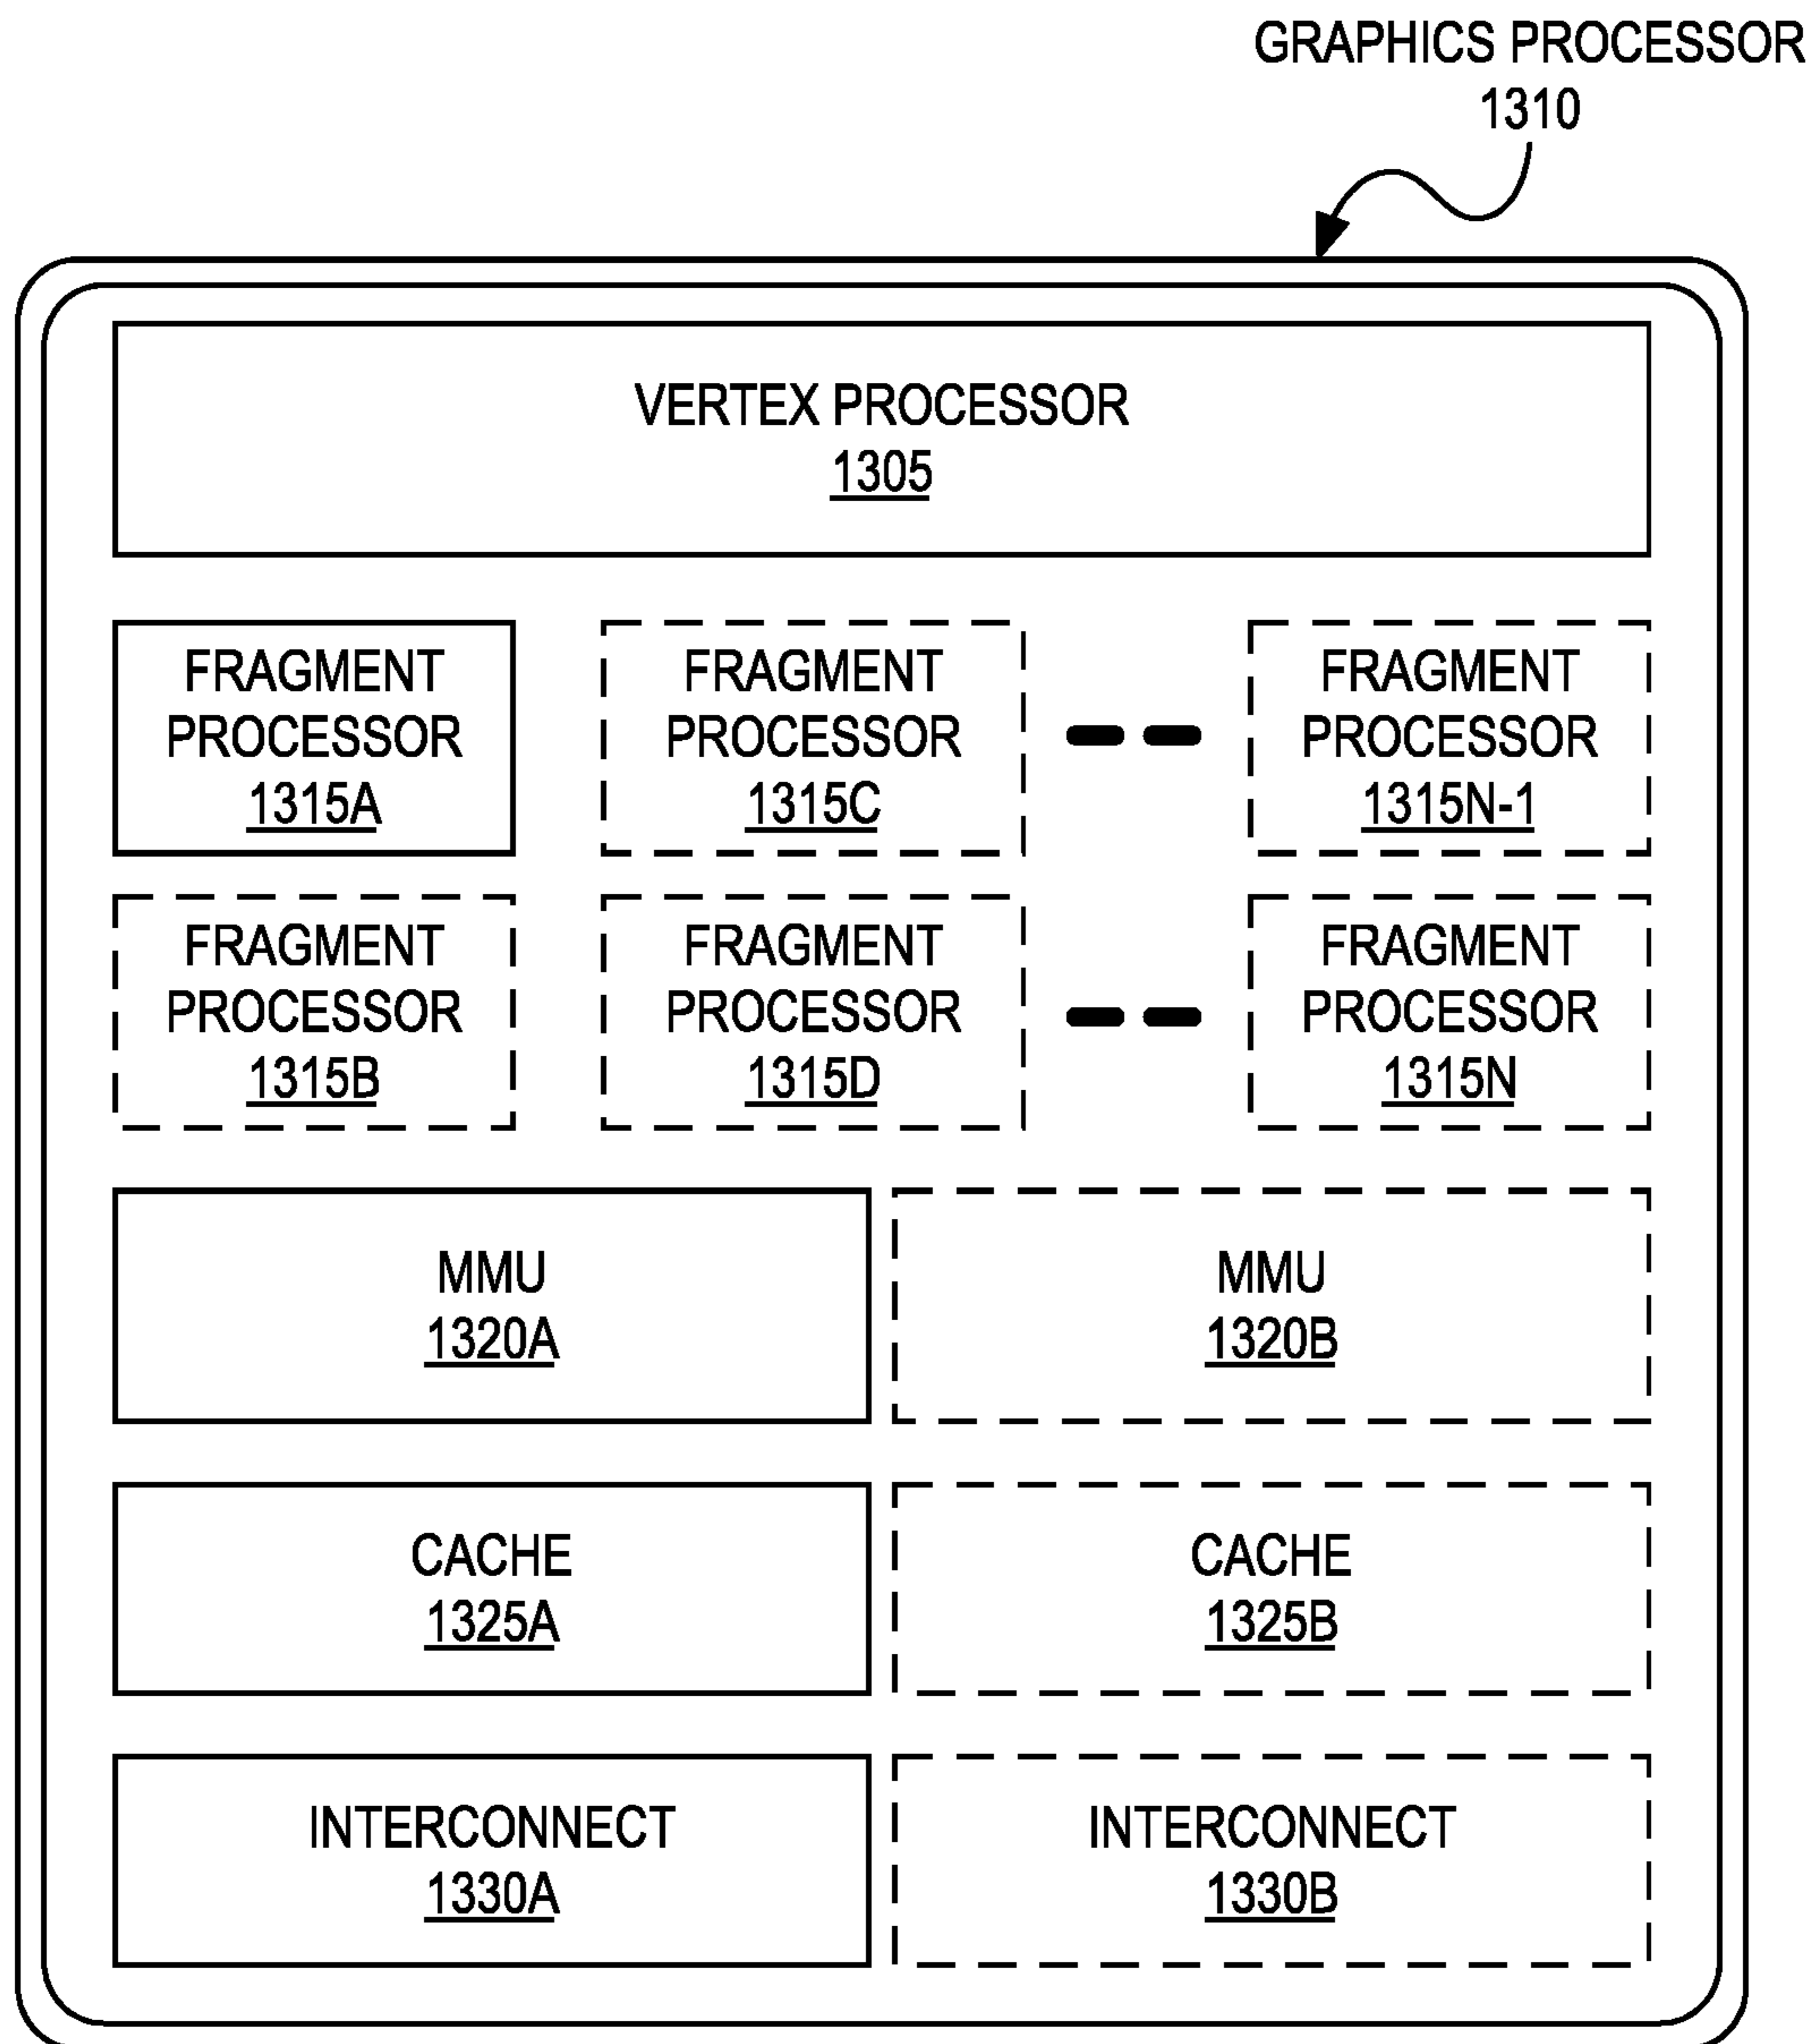 GRAPHICS PROCESSOR
1310
VERTEX PROCESSOR
1305
FRAGMENT
PROCESSOR
1315A
FRAGMENT
PROCESSOR
1315C
FRAGMENT
PROCESSOR
1315N-1
FRAGMENT
PROCESSOR
1315B
FRAGMENT
PROCESSOR
1315D
FRAGMENT
PROCESSOR
1315N
MMU
1320A
MMU
1320B
CACHE
1325A
CACHE
1325B
INTERCONNECT
1330A
INTERCONNECT
1330B